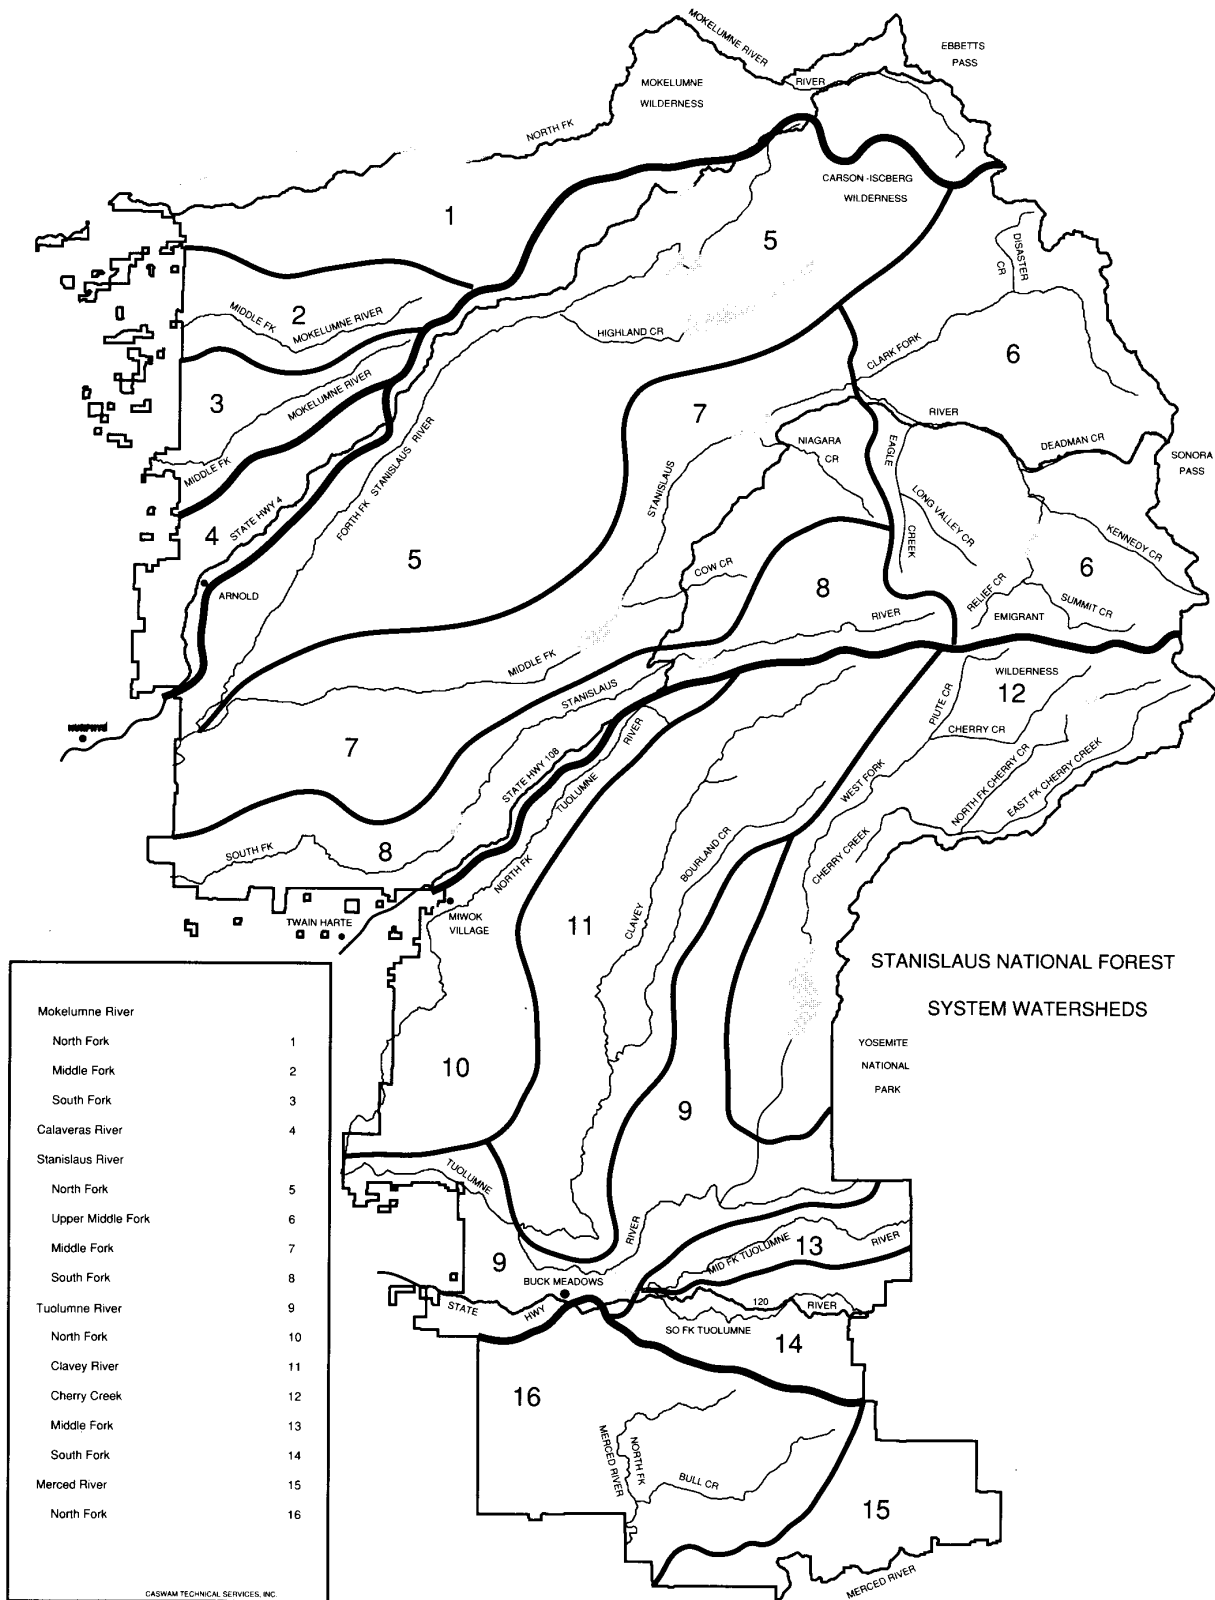 MOKELUMNE RIVER
EBBETTS
PASS
RIVER
MOKELUMNE
WILDERNESS
NORTH FK
CARSON-ISCBERG
WILDERNESS
1
5
DISASTER
CR
2
MIDDLE FK
MOKELUMNE RIVER
HIGHLAND CR
CLARK FORK
6
3
MOKELUMNE RIVER
MIDDLE FK
7
RIVER
NIAGARA
CR
EAGLE
CREEK
DEADMAN CR
SONORA
PASS
STATE HWY 4
FORTH FK STANISLAUS RIVER
STANISLAUS
LONG VALLEY CR
KENNEDY CR
4
5
COW CR
6
ARNOLD
8
RELIEF CR
SUMMIT CR
RIVER
EMIGRANT
MIDDLE FK
WILDERNESS
12
STANISLAUS
PIUTE CR
CHERRY CR
7
STATE HWY 108
TUOLUMNE
RIVER
WEST FORK
NORTH FK CHERRY CR
EAST FK CHERRY CREEK
SOUTH FK
8
NORTH FK
BOURLAND CR
CHERRY CREEK
TWAIN HARTE
MIWOK
VILLAGE
11
CLAVEY
STANISLAUS NATIONAL FOREST
SYSTEM WATERSHEDS
YOSEMITE
NATIONAL
PARK
10
9
TUOLUMNE
RIVER
9
MID FK TUOLUMNE
RIVER
13
BUCK MEADOWS
STATE
HWY
120
RIVER
SO FK TUOLUMNE
14
16
MERCED RIVER
NORTH FK
BULL CR
15
MERCED RIVER
Mokelumne River
North Fork 1
Middle Fork 2
South Fork 3
Calaveras River 4
Stanislaus River
North Fork 5
Upper Middle Fork 6
Middle Fork 7
South Fork 8
Tuolumne River 9
North Fork 10
Clavey River 11
Cherry Creek 12
Middle Fork 13
South Fork 14
Merced River 15
North Fork 16
CASWAM TECHNICAL SERVICES, INC.